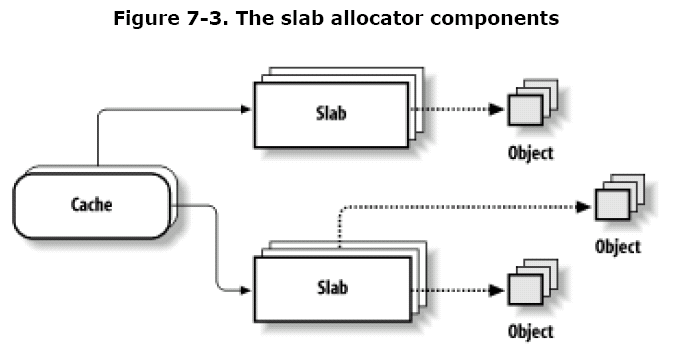 Figure 7-3. The slab allocator components
Slab
Object
Cache
Object
Slab
Object